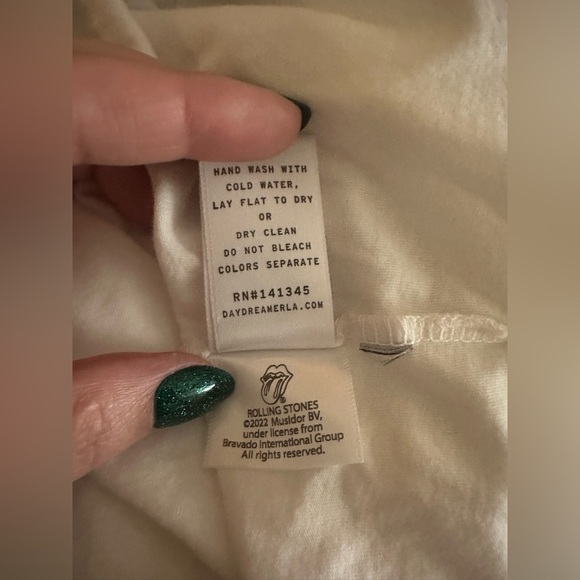 HAND WASH WITH
COLD WATER,
LAY FLAT TO DRY
OR
DRY CLEAN
DO NOT BLEACH
COLORS SEPARATE
RN#141345
DAYDREAMERLA.COM
ROLLING STONES
©2022 Musidor BV,
under license from
Bravado International Group
All rights reserved.